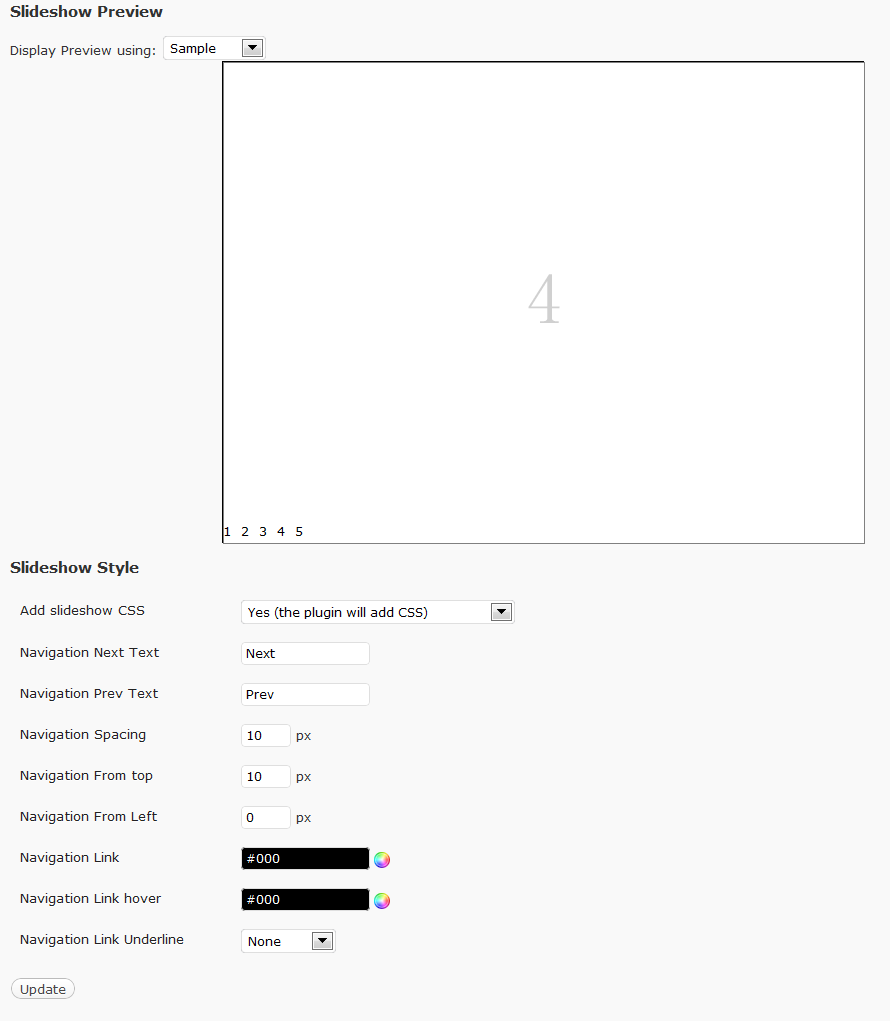 Slideshow Preview
Display Preview using: Sample
4
1 2 3 4 5
Slideshow Style
Add slideshow CSS Yes (the plugin will add CSS)
Navigation Next Text Next
Navigation Prev Text Prev
Navigation Spacing 10 px
Navigation From top 10 px
Navigation From Left 0 px
Navigation Link #000
Navigation Link hover #000
Navigation Link Underline None
Update